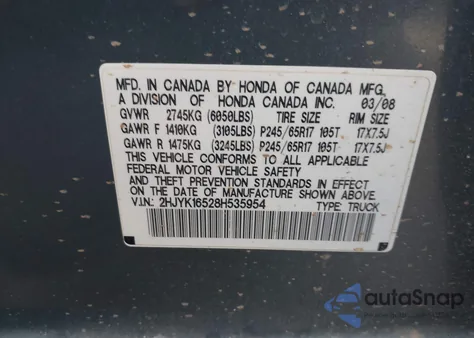 MFD. IN CANADA BY HONDA OF CANADA MFG.,
A DIVISION OF HONDA CANADA INC. 03/08
GVWR 2745KG (6050LBS) TIRE SIZE RIM SIZE
GAWR F 1410KG (3105LBS) P245/65R17 105T 17X7.5J
GAWR R 1475KG (3245LBS) P245/65R17 105T 17X7.5J
THIS VEHICLE CONFORMS TO ALL APPLICABLE
FEDERAL MOTOR VEHICLE SAFETY
AND THEFT PREVENTION STANDARDS IN EFFECT
ON THE DATE OF MANUFACTURE SHOWN ABOVE.
V.I.N: 2HJYK16528H535954 TYPE: TRUCK
autoSnap